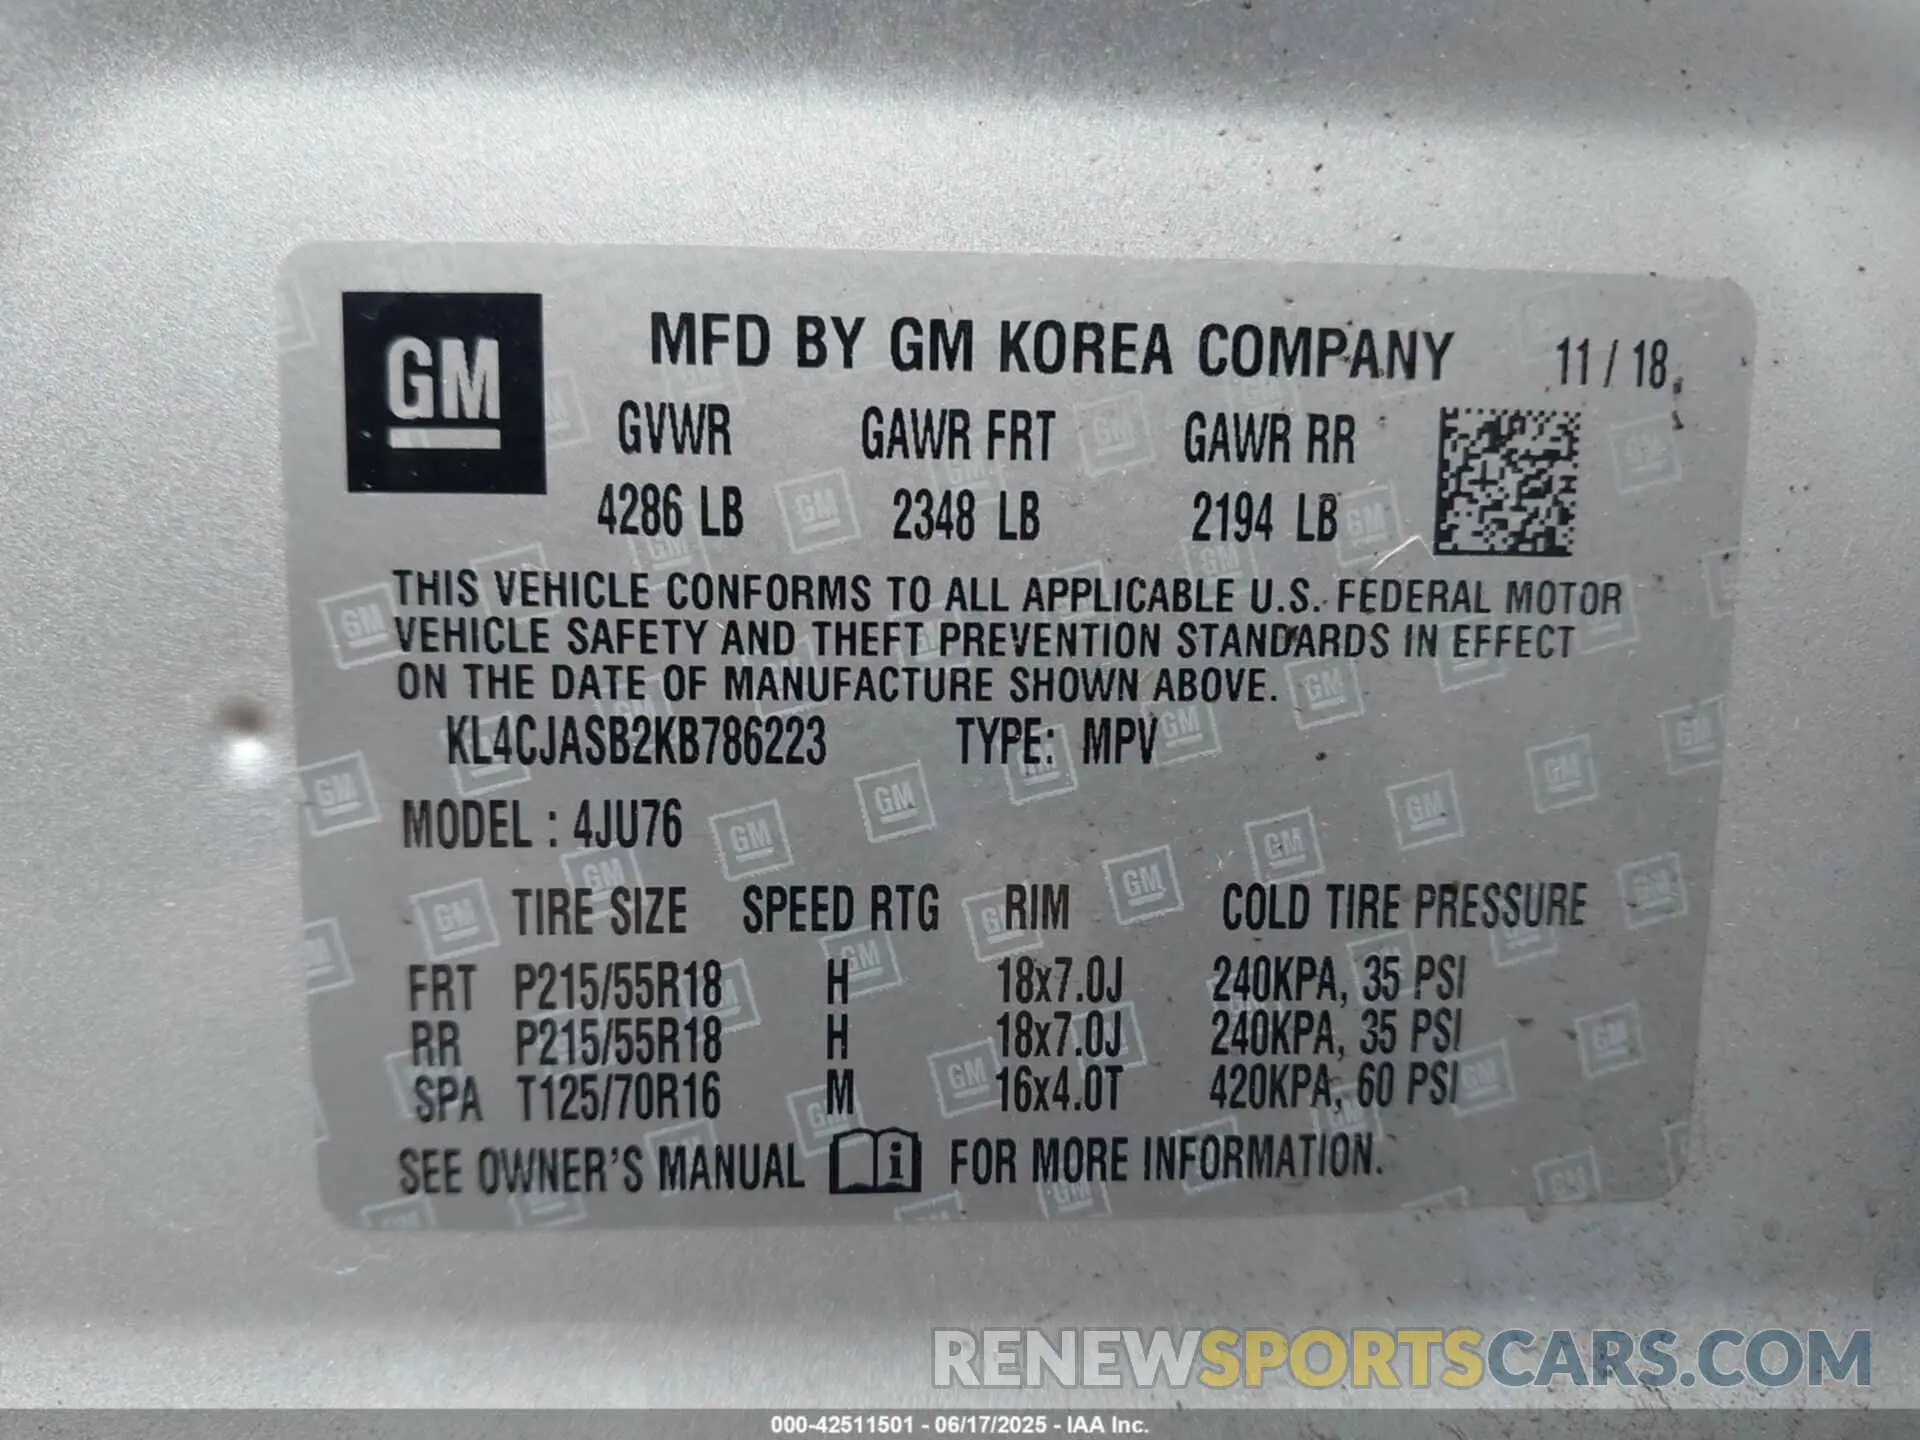 GM
MFD BY GM KOREA COMPANY 11 / 18
GVWR GAWR FRT GAWR RR
4286 LB 2348 LB 2194 LB
THIS VEHICLE CONFORMS TO ALL APPLICABLE U.S. FEDERAL MOTOR
VEHICLE SAFETY AND THEFT PREVENTION STANDARDS IN EFFECT
ON THE DATE OF MANUFACTURE SHOWN ABOVE.
KL4CJASB2KB786223 TYPE: MPV
MODEL : 4JU76
TIRE SIZE SPEED RTG RIM COLD TIRE PRESSURE
FRT P215/55R18 H 18x7.0J 240KPA, 35 PSI
RR P215/55R18 H 18x7.0J 240KPA, 35 PSI
SPA T125/70R16 M 16x4.0T 420KPA, 60 PSI
SEE OWNER'S MANUAL i FOR MORE INFORMATION.
RENEWSPORTSCARS.COM
000-42511501 - 06/17/2025 - IAA Inc.